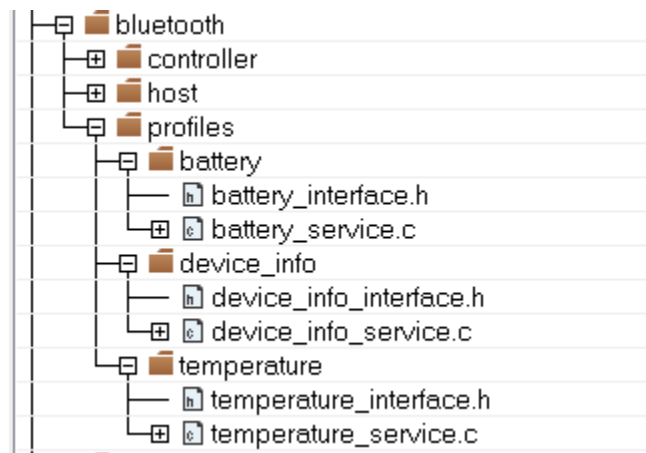 bluetooth
controller
host
profiles
battery
battery_interface.h
battery_service.c
device_info
device_info_interface.h
device_info_service.c
temperature
temperature_interface.h
temperature_service.c